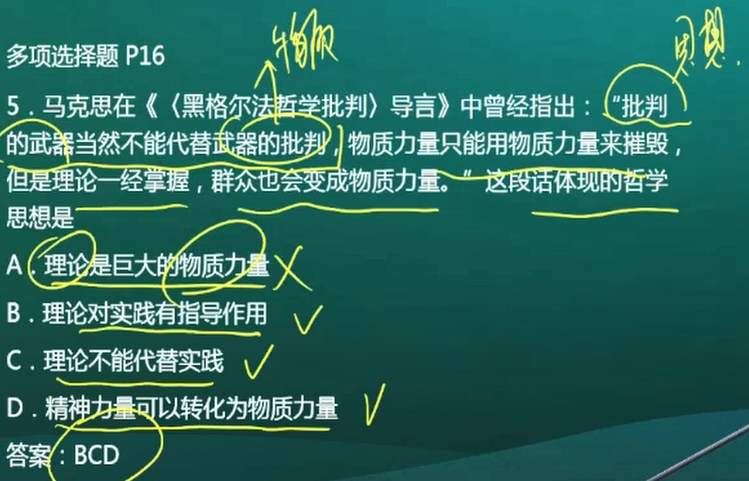 物质
思想.
多项选择题 P16
5．马克思在《〈黑格尔法哲学批判〉导言》中曾经指出：“批判
的武器当然不能代替武器的批判，物质力量只能用物质力量来摧毁，
但是理论一经掌握，群众也会变成物质力量。”这段话体现的哲学
思想是
A．理论是巨大的物质力量
B．理论对实践有指导作用
C．理论不能代替实践
D．精神力量可以转化为物质力量
答案：BCD